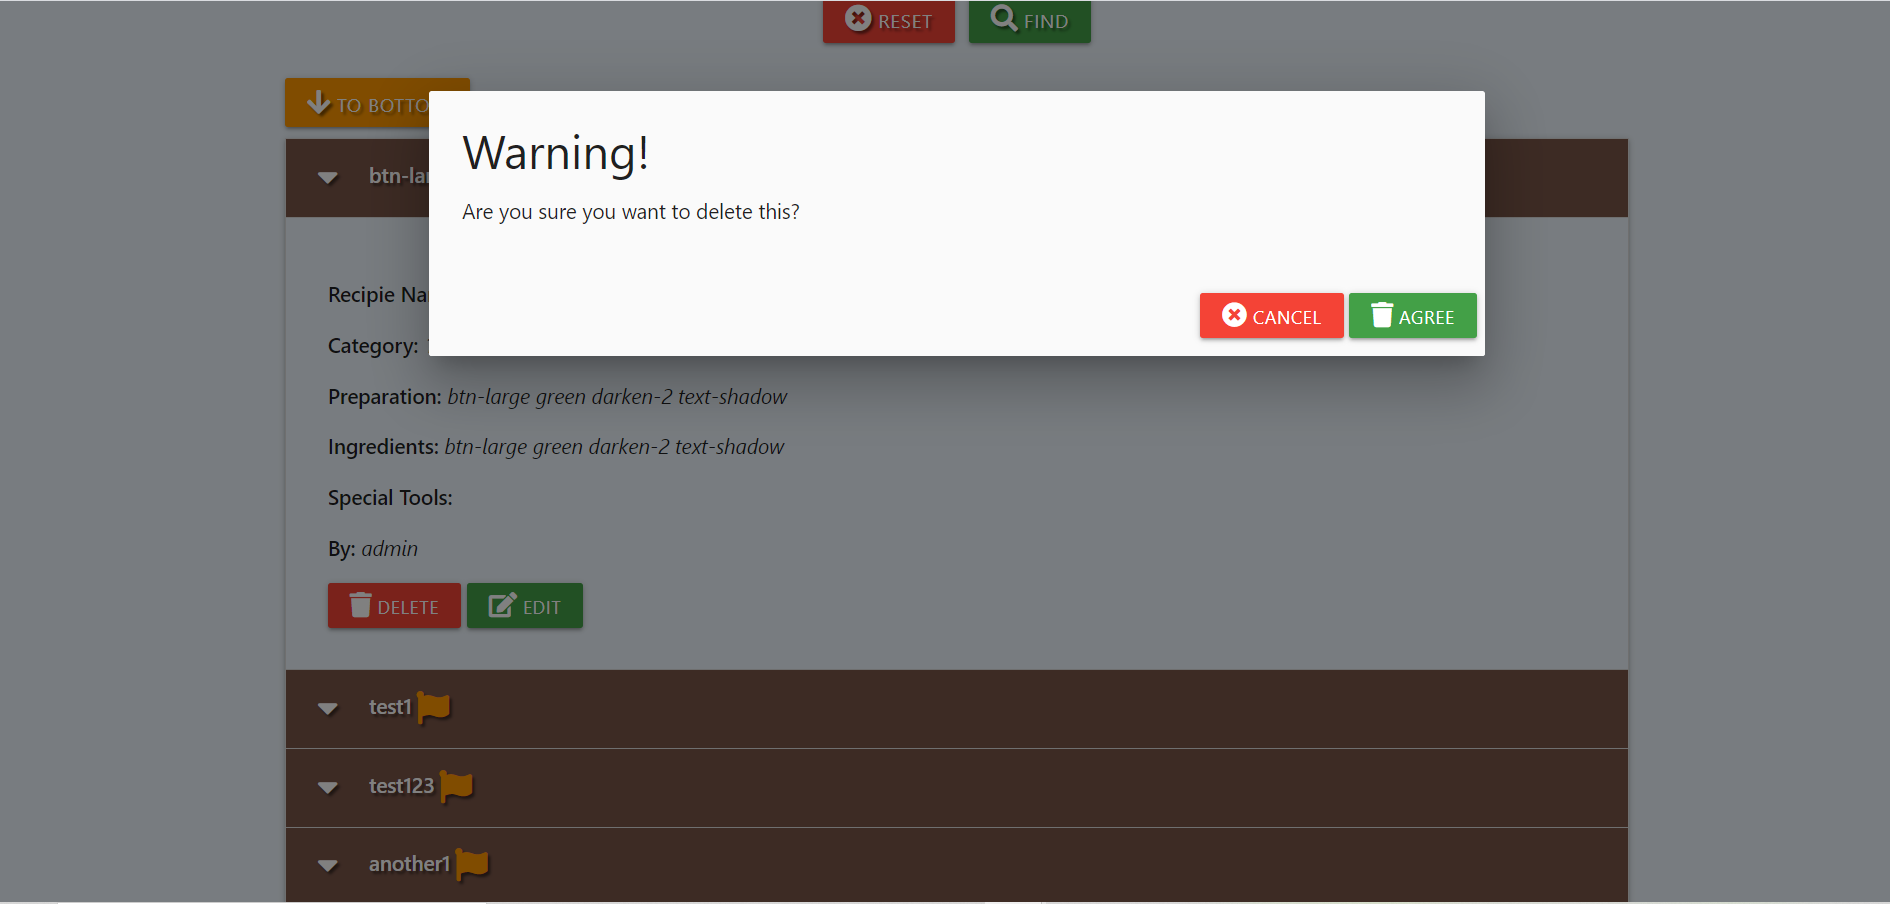 RESET FIND
TO BOTTO
Warning!
Are you sure you want to delete this?
CANCEL AGREE
btn-lar
Recipie Na
Category:
Preparation: btn-large green darken-2 text-shadow
Ingredients: btn-large green darken-2 text-shadow
Special Tools:
By: admin
DELETE EDIT
test1
test123
another1